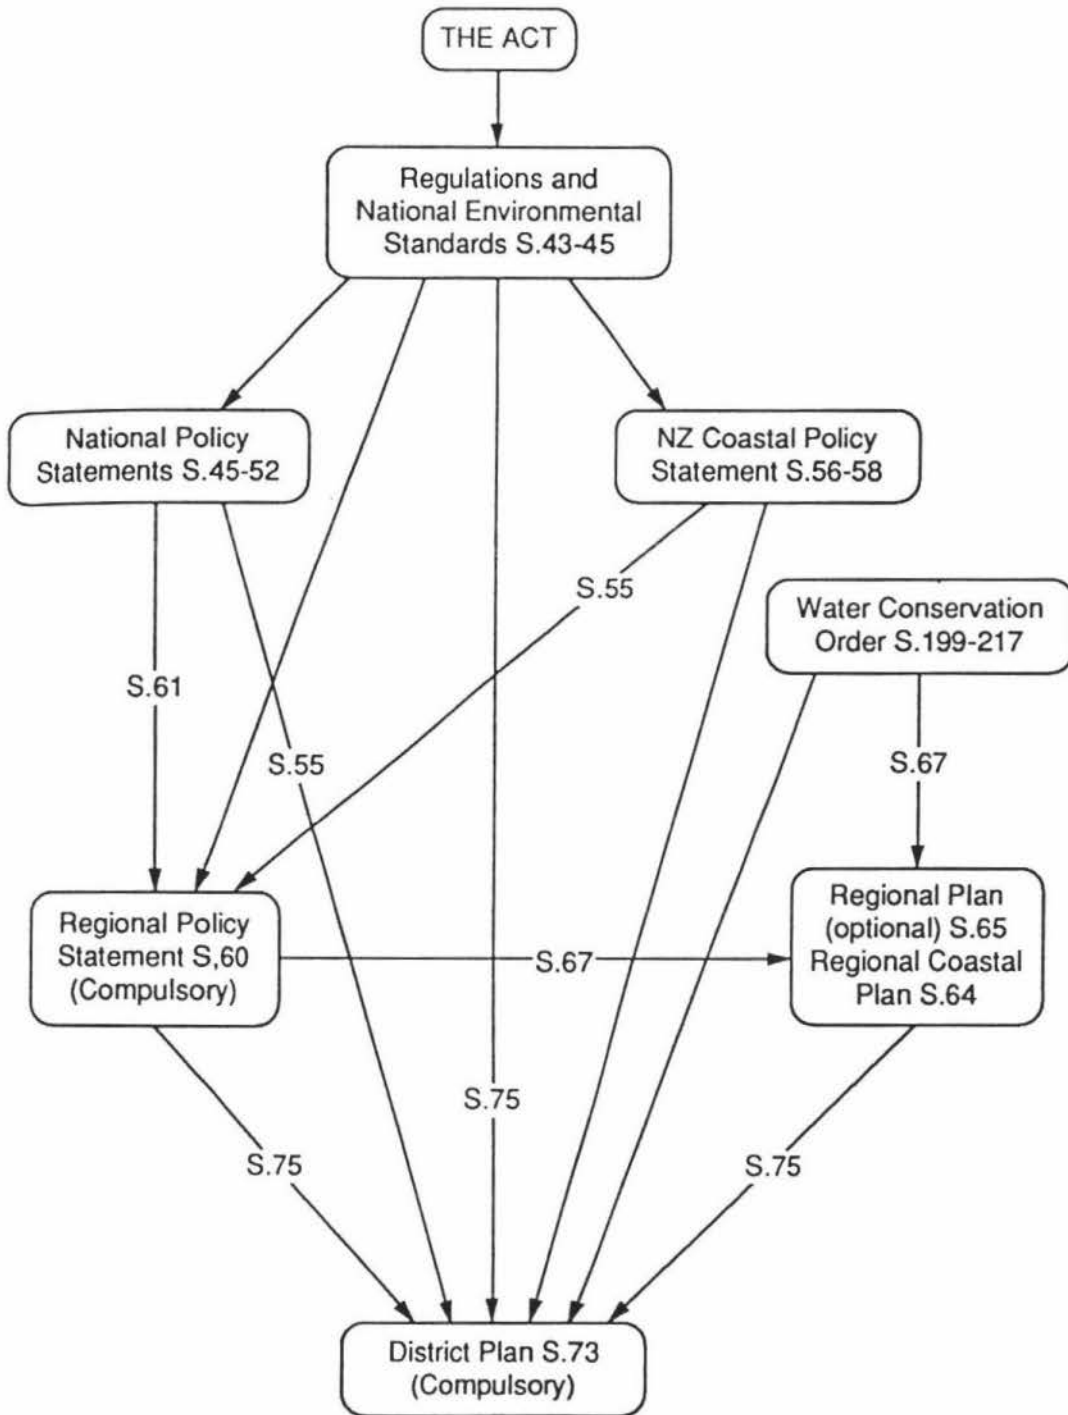 THE ACT
Regulations and
National Environmental
Standards S.43-45
National Policy
Statements S.45-52
NZ Coastal Policy
Statement S.56-58
S.55
Water Conservation
Order S.199-217
S.61
S.55
S.67
Regional Policy
Statement S,60
(Compulsory)
S.67
Regional Plan
(optional) S.65
Regional Coastal
Plan S.64
S.75
S.75
S.75
District Plan S.73
(Compulsory)